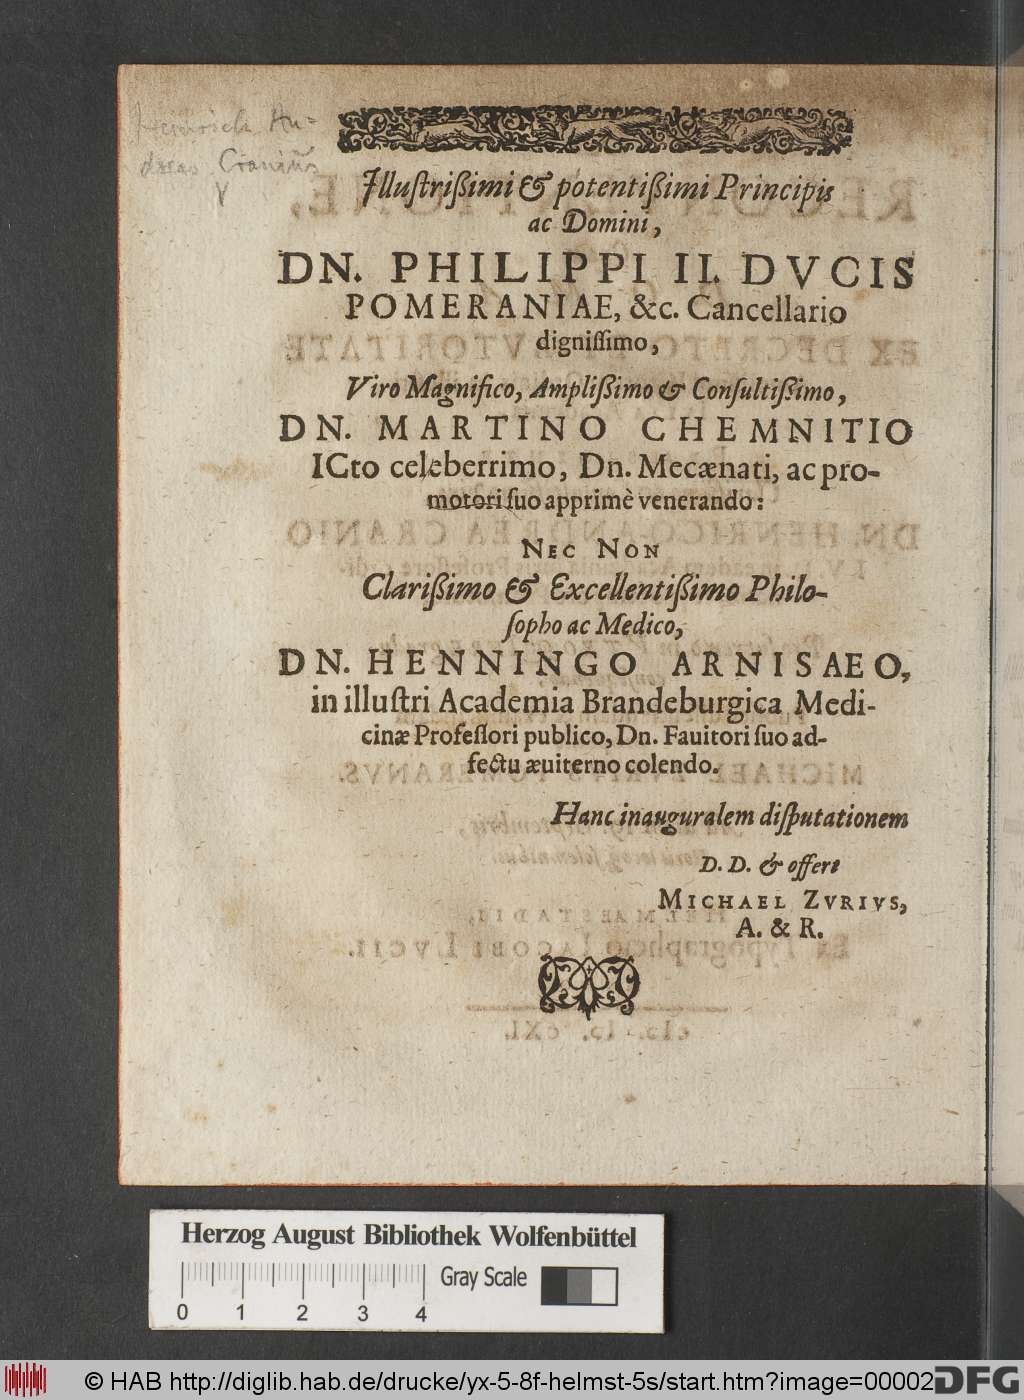 Heinrich An-
dreas Cranius
Illuſtrißimi & potentißimi Principis
ac Domini,
DN. PHILIPPI II. DVCIS
POMERANIAE, &c. Cancellario
digniſſimo,
Viro Magnifico, Amplißimo & Conſultißimo,
DN. MARTINO CHEMNITIO
ICto celeberrimo, Dn. Mecænati, ac pro-
motori ſuo apprimè venerando:
NEC NON
Clarißimo & Excellentißimo Philo-
ſopho ac Medico,
DN. HENNINGO ARNISAEO,
in illuſtri Academia Brandeburgica Medi-
cinæ Profeſſori publico, Dn. Fauitori ſuo ad-
fectu æuiterno colendo.
Hanc inauguralem diſputationem
D. D. & offert
MICHAEL ZVRIVS,
A. & R.
Herzog August Bibliothek Wolfenbüttel
0 1 2 3 4 Gray Scale
© HAB http://diglib.hab.de/drucke/yx-5-8f-helmst-5s/start.htm?image=00002 DFG